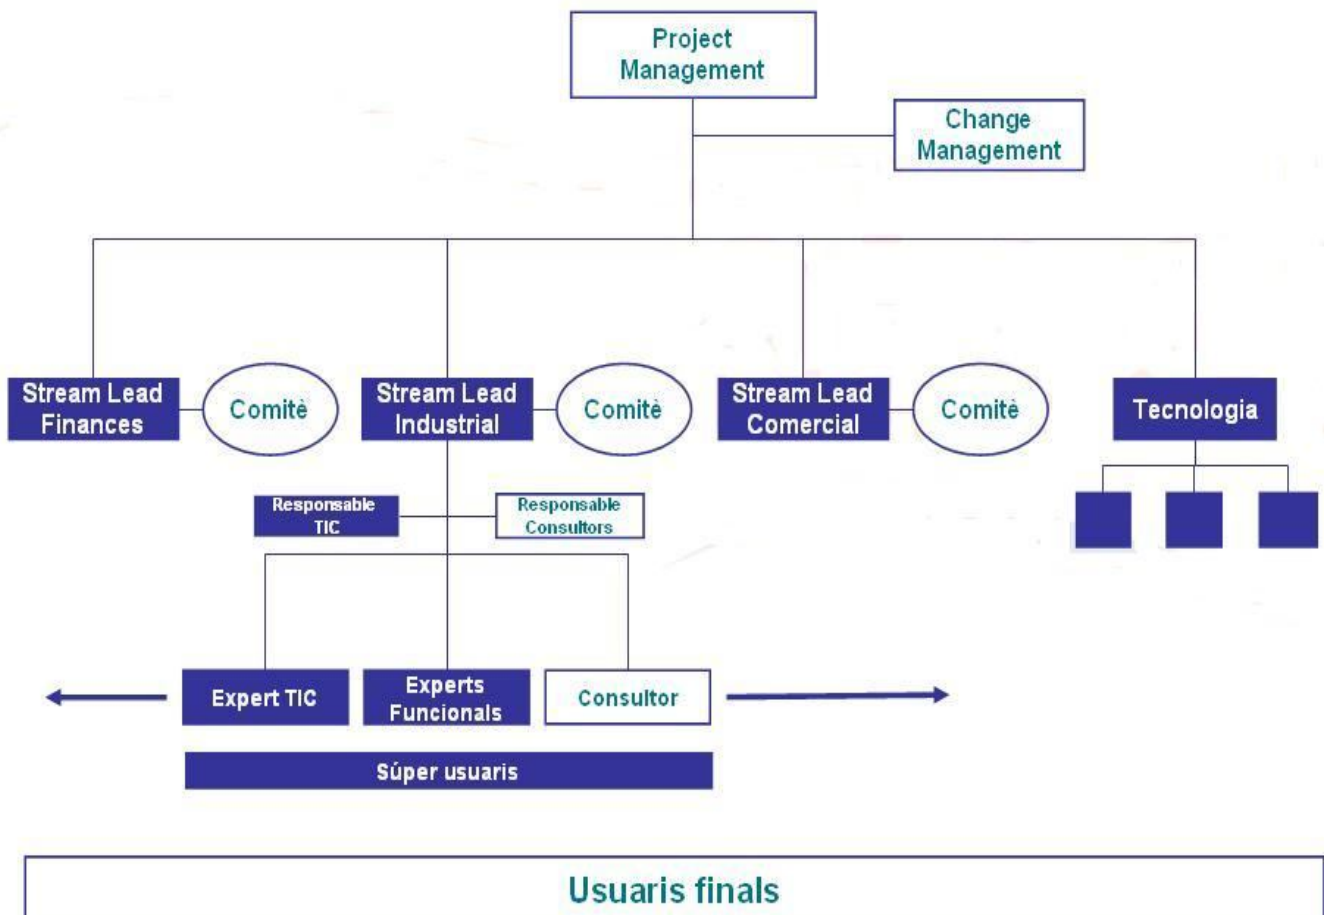 Project
Management
Change
Management
Stream Lead
Finances
Comitè
Stream Lead
Industrial
Comitè
Stream Lead
Comercial
Comitè
Tecnologia
Responsable
TIC
Responsable
Consultors
Expert TIC
Experts
Funcionals
Consultor
Súper usuaris
Usuaris finals